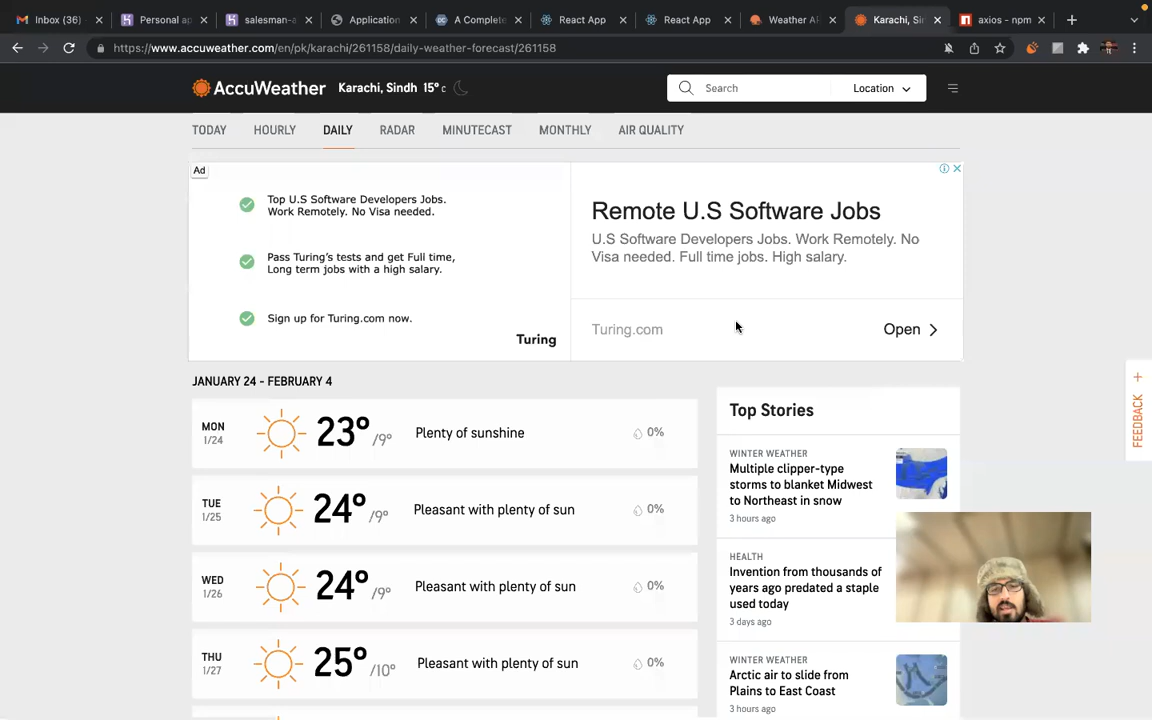 Inbox (36)
Personal ap
salesman-a
Application
A Complete
React App
React App
Weather AP
Karachi, Sin
axios - npm
https://www.accuweather.com/en/pk/karachi/261158/daily-weather-forecast/261158
AccuWeather
Karachi, Sindh 15° c
Search
Location
TODAY
HOURLY
DAILY
RADAR
MINUTECAST
MONTHLY
AIR QUALITY
Ad
Top U.S Software Developers Jobs.
Work Remotely. No Visa needed.
Pass Turing's tests and get Full time,
Long term jobs with a high salary.
Sign up for Turing.com now.
Turing
Remote U.S Software Jobs
U.S Software Developers Jobs. Work Remotely. No
Visa needed. Full time jobs. High salary.
Turing.com
Open
JANUARY 24 - FEBRUARY 4
MON
1/24
23° /9°
Plenty of sunshine
0%
TUE
1/25
24° /9°
Pleasant with plenty of sun
0%
WED
1/26
24° /9°
Pleasant with plenty of sun
0%
THU
1/27
25° /10°
Pleasant with plenty of sun
0%
Top Stories
WINTER WEATHER
Multiple clipper-type
storms to blanket Midwest
to Northeast in snow
3 hours ago
HEALTH
Invention from thousands of
years ago predated a staple
used today
3 days ago
WINTER WEATHER
Arctic air to slide from
Plains to East Coast
3 hours ago
FEEDBACK